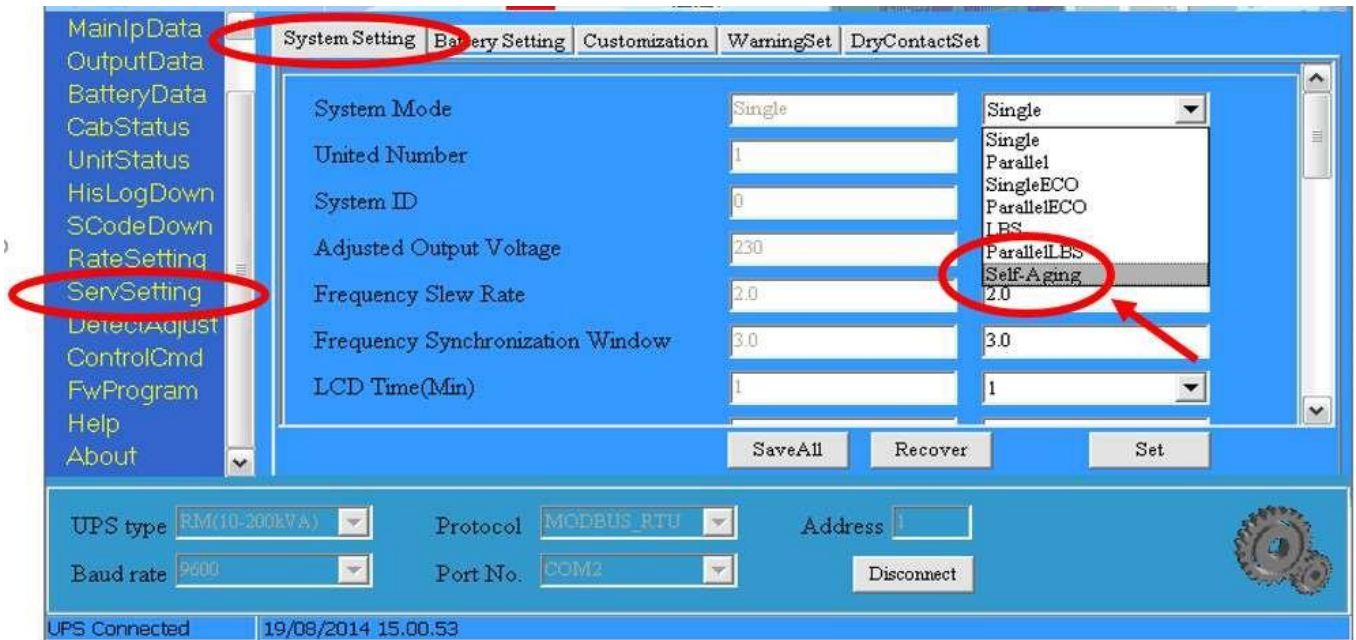 MainIpData
OutputData
BatteryData
CabStatus
UnitStatus
HisLogDown
SCodeDown
RateSetting
ServSetting
DetectAdjust
ControlCmd
FwProgram
Help
About
System Setting Battery Setting Customization WarningSet DryContactSet
System Mode Single Single
Single
Parallel
SingleECO
ParallelECO
LBS
ParallelLBS
Self-Aging
United Number 1
System ID 0
Adjusted Output Voltage 230
Frequency Slew Rate 2.0 2.0
Frequency Synchronization Window 3.0 3.0
LCD Time(Min) 1 1
SaveAll Recover Set
UPS type RM(10-200kVA) Protocol MODBUS_RTU Address 1
Baud rate 9600 Port No. COM2 Disconnect
UPS Connected 19/08/2014 15.00.53